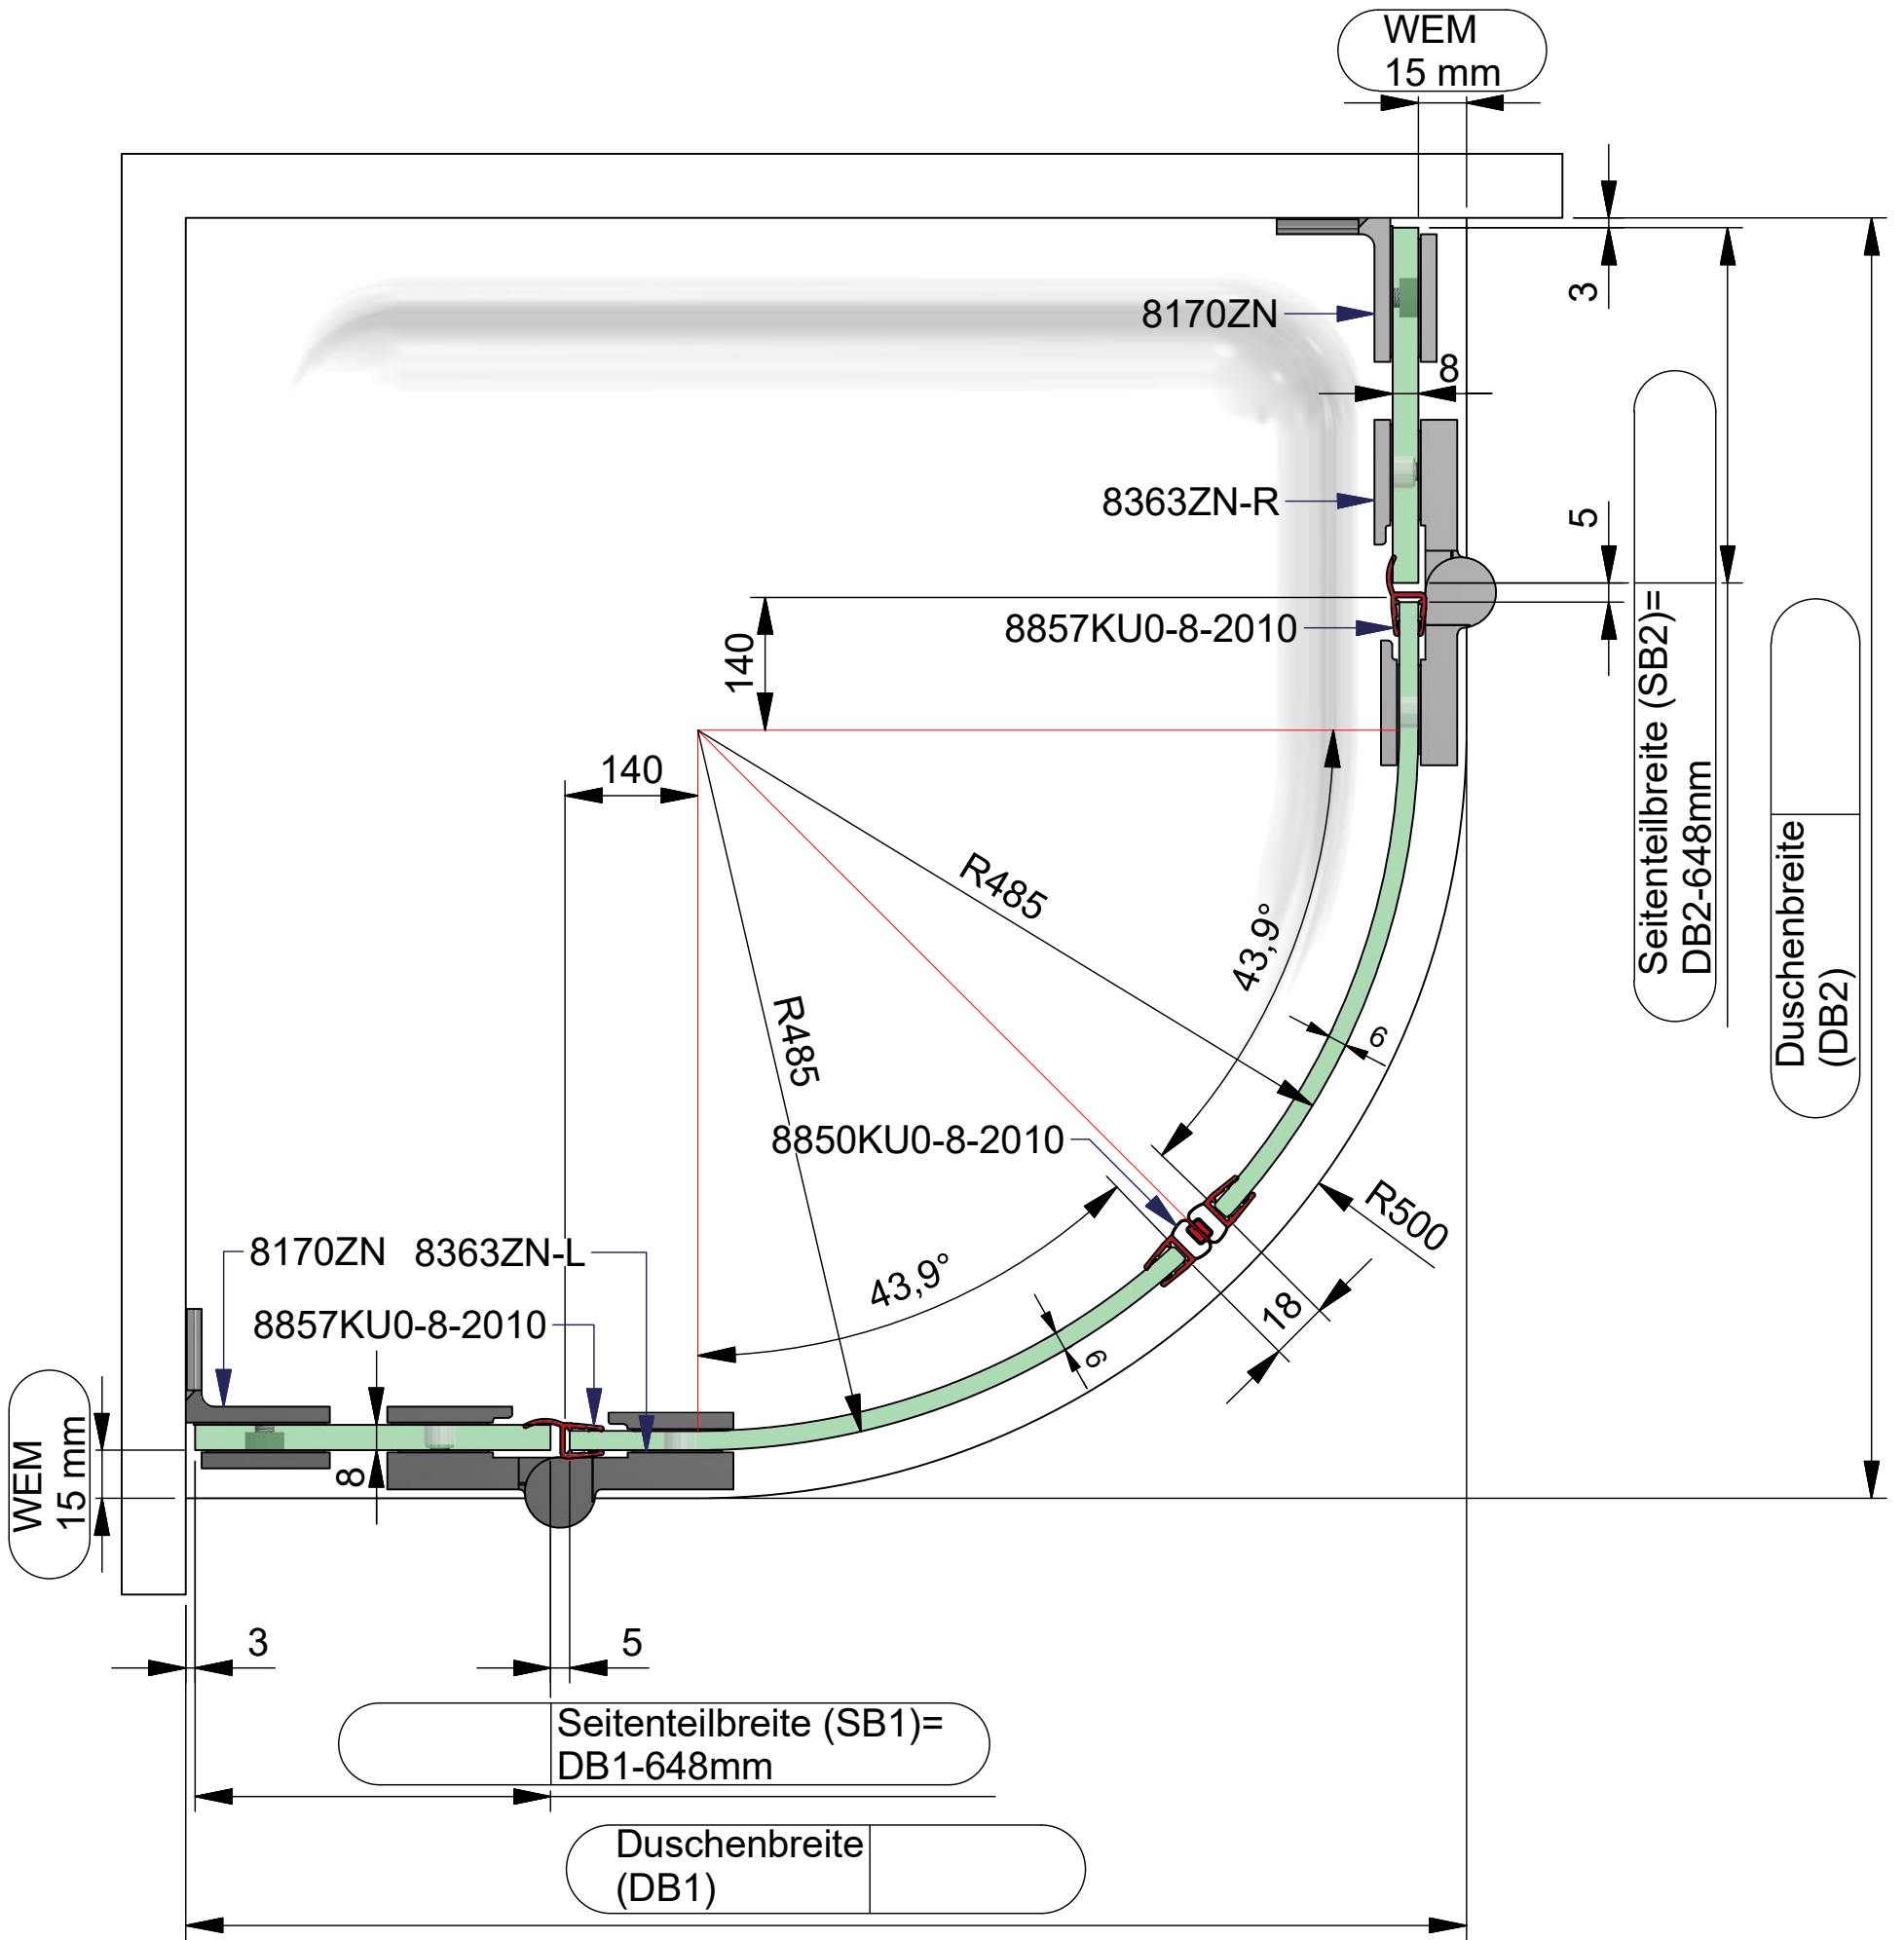 WEM
15 mm
3
8170ZN
8
8363ZN-R
5
8857KU0-8-2010
140
140
Seitenteilbreite (SB2)=
DB2-648mm
Duschenbreite
(DB2)
R485
43,9°
R485
6
8850KU0-8-2010
R500
8170ZN
8363ZN-L
43,9°
18
8857KU0-8-2010
6
WEM
15 mm
8
3
5
Seitenteilbreite (SB1)=
DB1-648mm
Duschenbreite
(DB1)